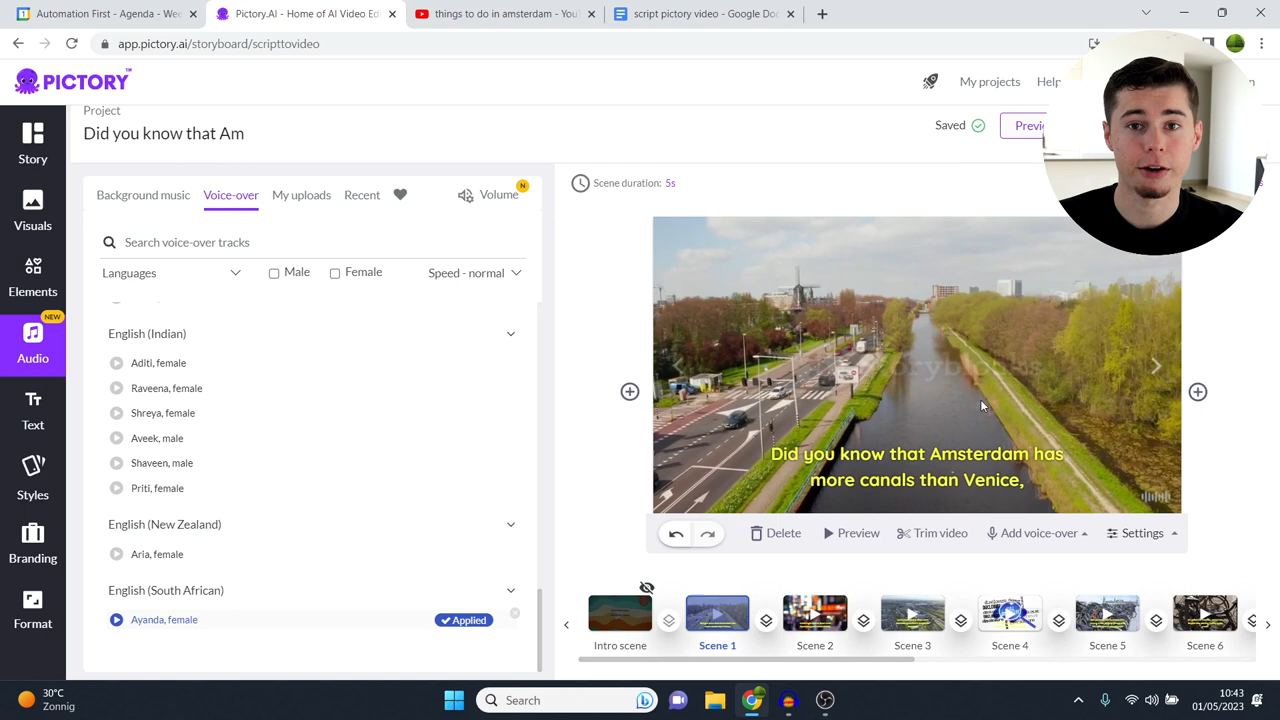 Automation First - Agenda - Wee
Pictory.AI - Home of AI Video Ed
things to do in amsterdam - You
script pictory video - Google Doc
app.pictory.ai/storyboard/scripttovideo
PICTORY
My projects
Help
Project
Did you know that Am
Saved
Previ
Story
Visuals
Elements
NEW
Audio
Text
Styles
Branding
Format
Background music
Voice-over
My uploads
Recent
Volume
N
Search voice-over tracks
Languages
Male
Female
Speed - normal
English (Indian)
Aditi, female
Raveena, female
Shreya, female
Aveek, male
Shaveen, male
Priti, female
English (New Zealand)
Aria, female
English (South African)
Ayanda, female
Applied
Scene duration: 5s
Did you know that Amsterdam has
more canals than Venice,
Delete
Preview
Trim video
Add voice-over
Settings
Intro scene
Scene 1
Scene 2
Scene 3
Scene 4
Scene 5
Scene 6
30°C
Zonnig
Search
10:43
01/05/2023